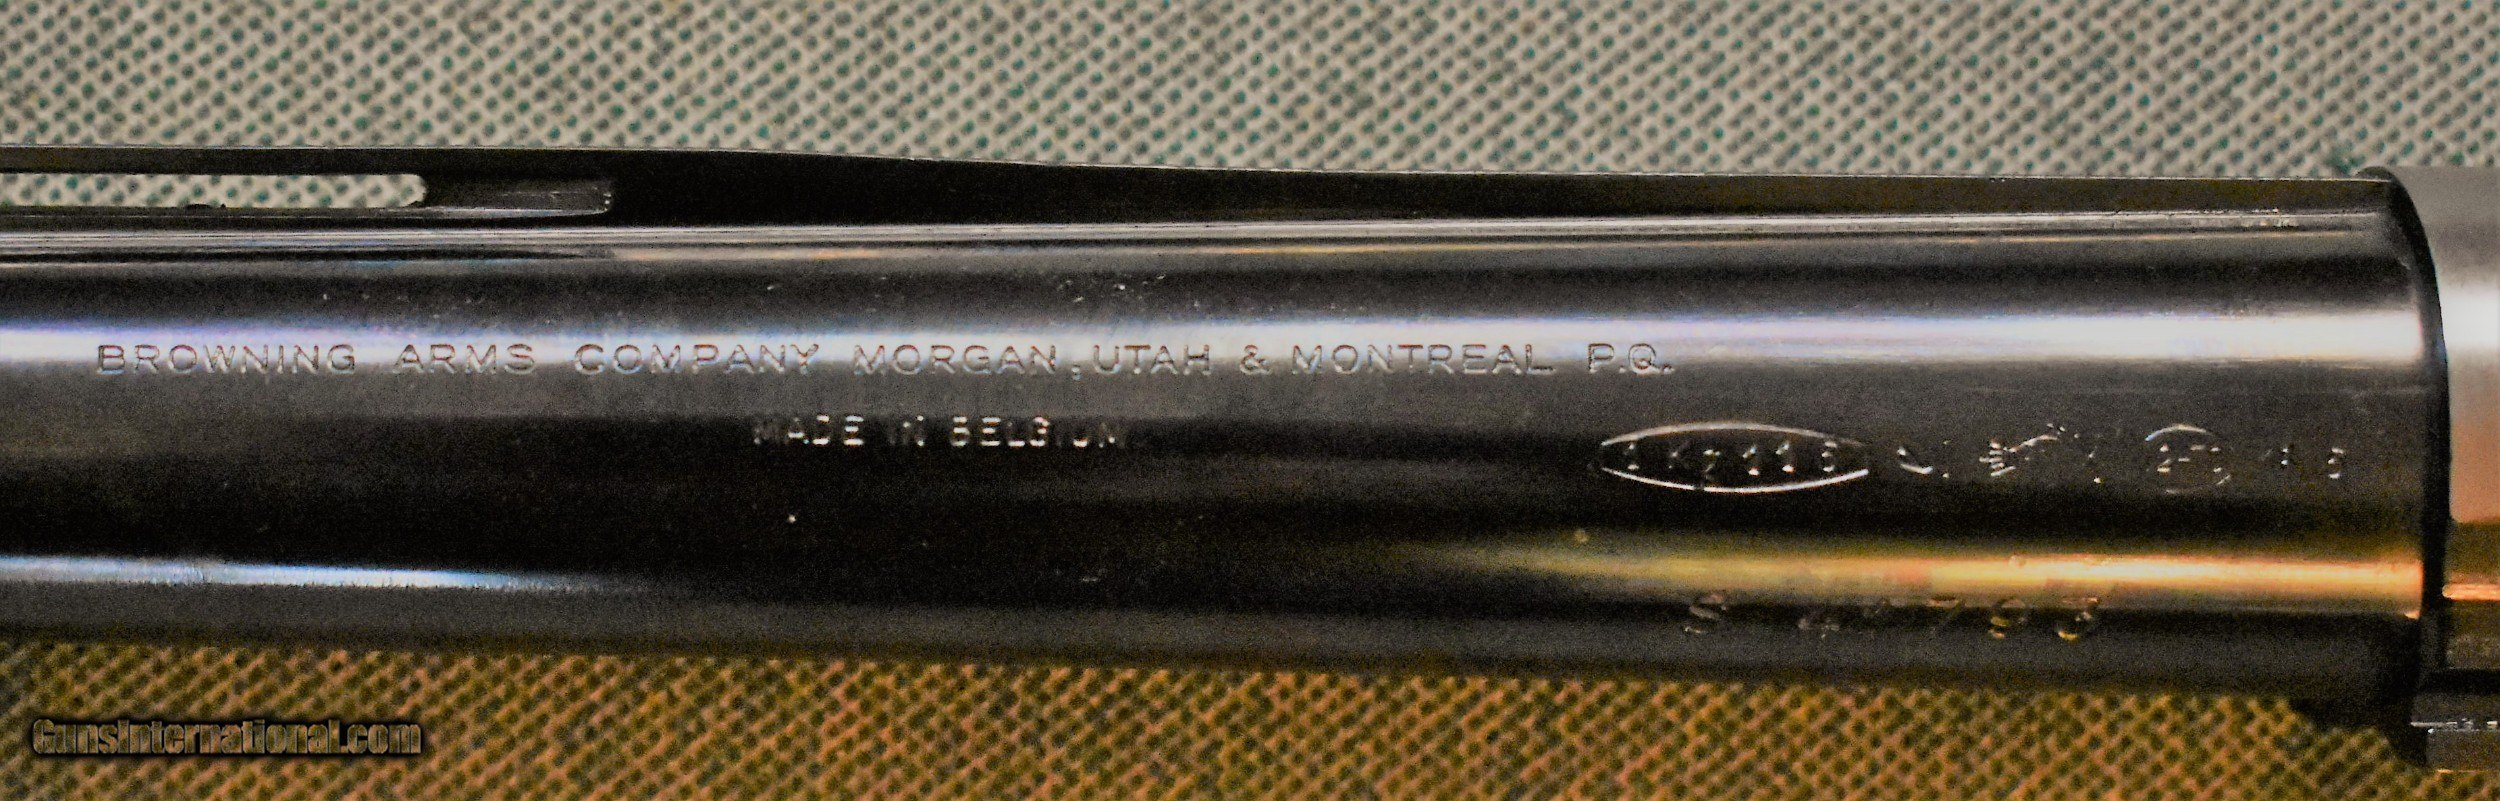 BROWNING ARMS COMPANY MORGAN, UTAH & MONTREAL P.Q.
MADE IN BELGIUM
GunsInternational.com